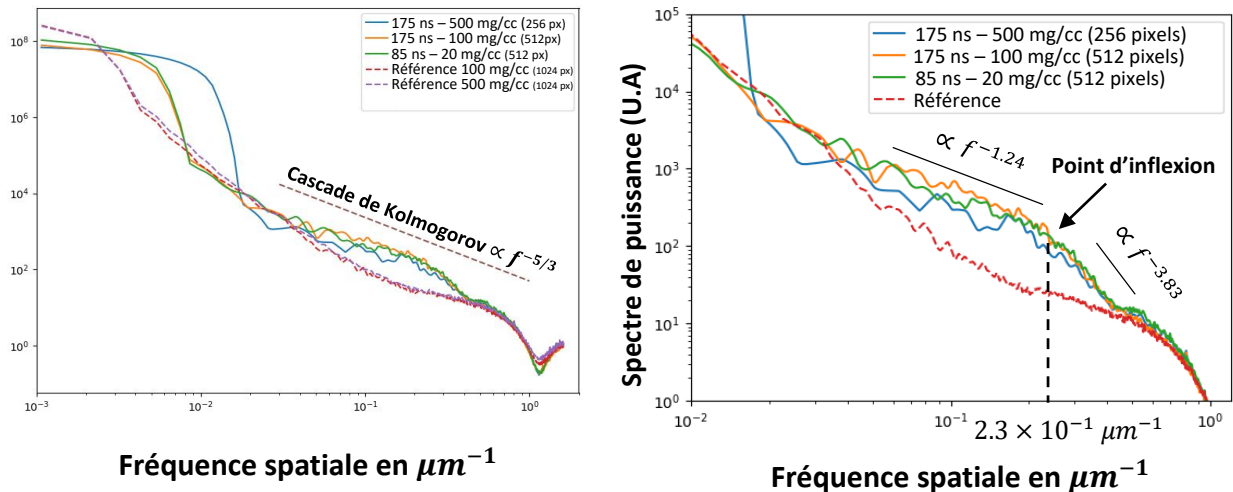 175 ns – 500 mg/cc (256 px)
175 ns – 100 mg/cc (512px)
85 ns – 20 mg/cc (512 px)
Référence 100 mg/cc (1024 px)
Référence 500 mg/cc (1024 px)
10^8
10^6
10^4
10^2
10^0
Cascade de Kolmogorov ∝ f^{-5/3}
10^{-3}
10^{-2}
10^{-1}
10^0
Fréquence spatiale en μm^{-1}
Spectre de puissance (U.A)
10^5
10^4
10^3
10^2
10^1
10^0
175 ns – 500 mg/cc (256 pixels)
175 ns – 100 mg/cc (512 pixels)
85 ns – 20 mg/cc (512 pixels)
Référence
∝ f^{-1.24}
Point d’inflexion
∝ f^{-3.83}
10^{-2}
10^{-1}
10^0
2.3 × 10^{-1} μm^{-1}
Fréquence spatiale en μm^{-1}